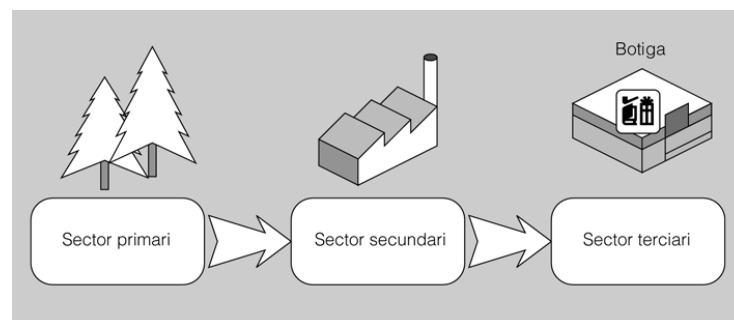 Botiga
Sector primari
Sector secundari
Sector terciari